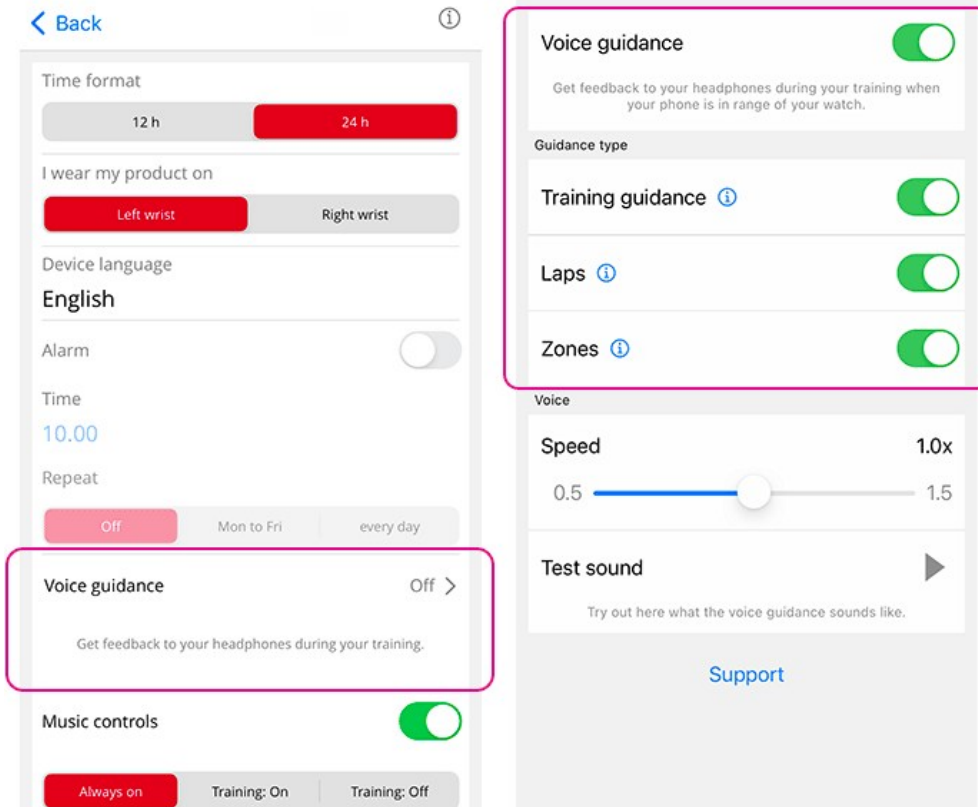 Back
Time format
12 h
24 h
I wear my product on
Left wrist
Right wrist
Device language
English
Alarm
Time
10.00
Repeat
Off
Mon to Fri
every day
Voice guidance
Off
Get feedback to your headphones during your training.
Music controls
Always on
Training: On
Training: Off
Voice guidance
Get feedback to your headphones during your training when
your phone is in range of your watch.
Guidance type
Training guidance
Laps
Zones
Voice
Speed
1.0x
0.5
1.5
Test sound
Try out here what the voice guidance sounds like.
Support